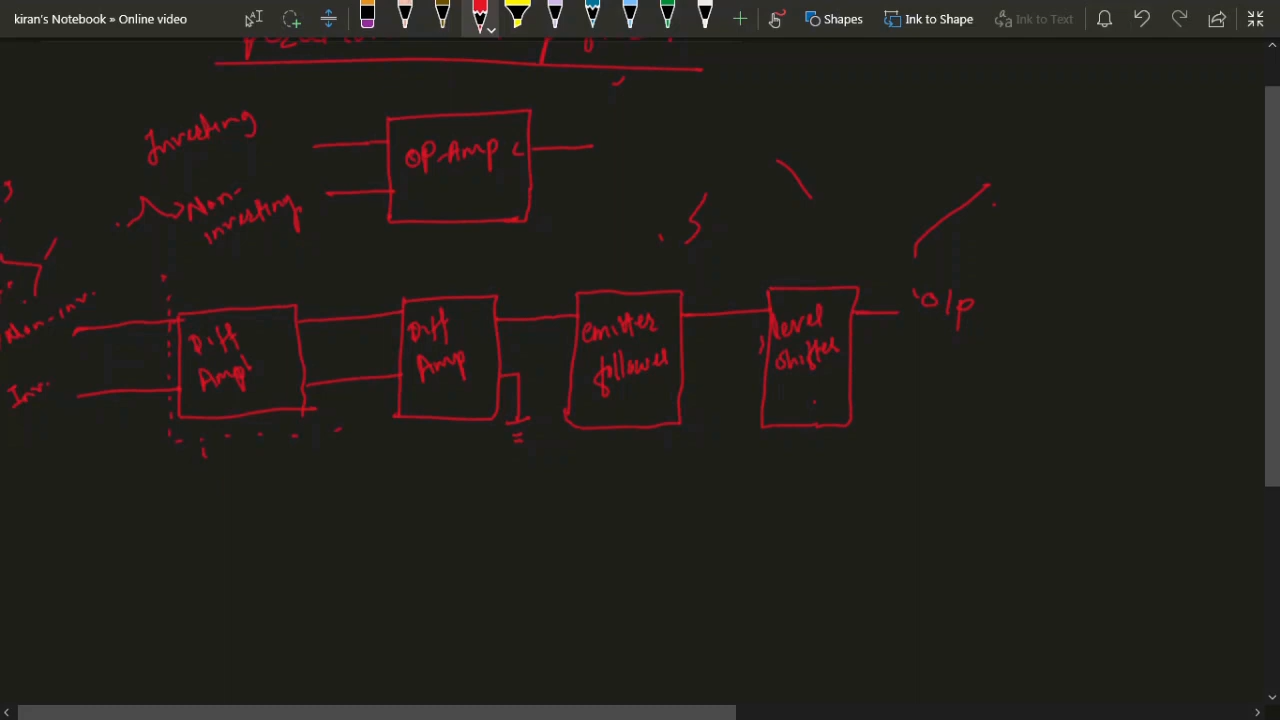 kiran's Notebook » Online video
Shapes
Ink to Shape
Ink to Text
Inverting
OP-Amp
Non-
inverting
Non-inv.
Inv.
Diff
Amp
Diff
Amp
emitter
follower
level
shifter
O/p